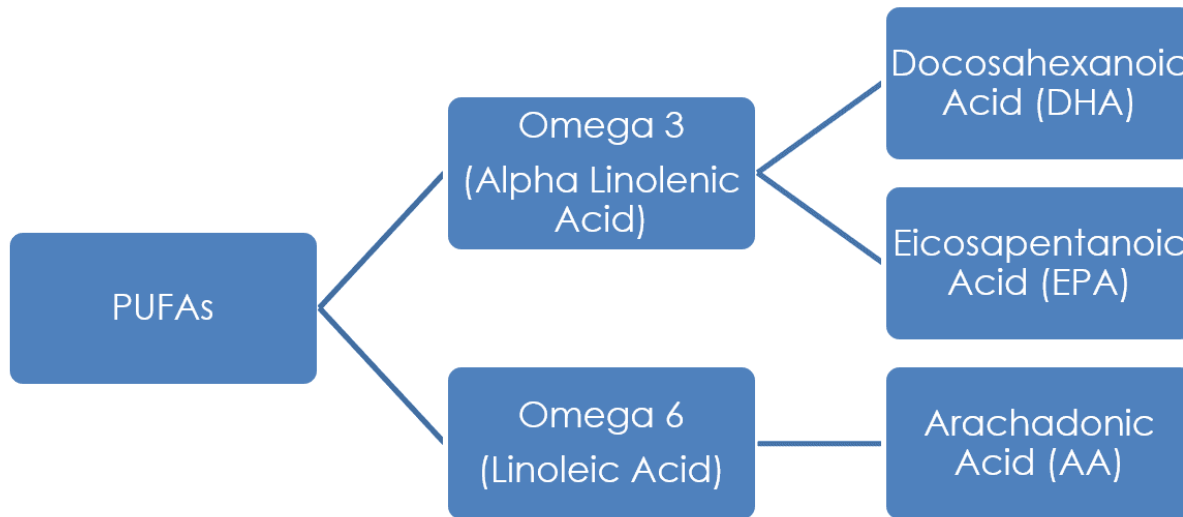 PUFAs
Omega 3
(Alpha Linolenic
Acid)
Omega 6
(Linoleic Acid)
Docosahexanoic
Acid (DHA)
Eicosapentanoic
Acid (EPA)
Arachadonic
Acid (AA)